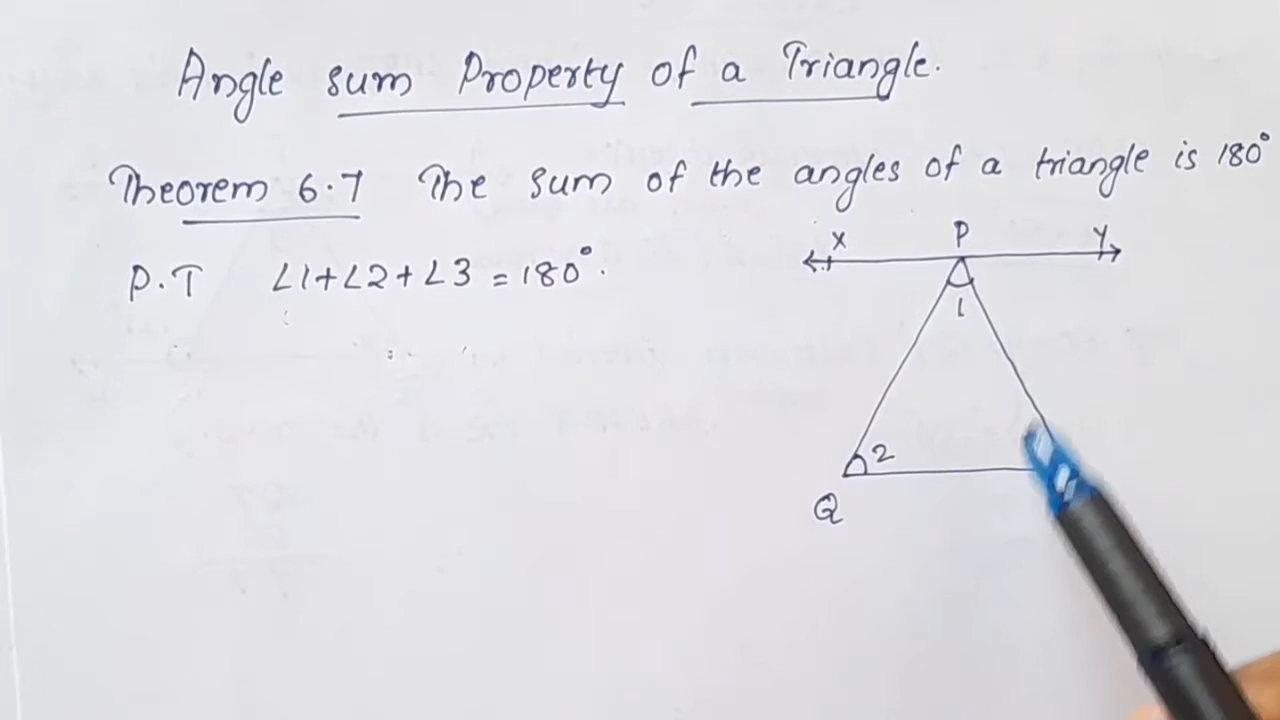 Angle sum Property of a Triangle.
Theorem 6.7 The sum of the angles of a triangle is 180°
P.T ∠1+∠2+∠3 = 180°.
X P Y
1
2
Q